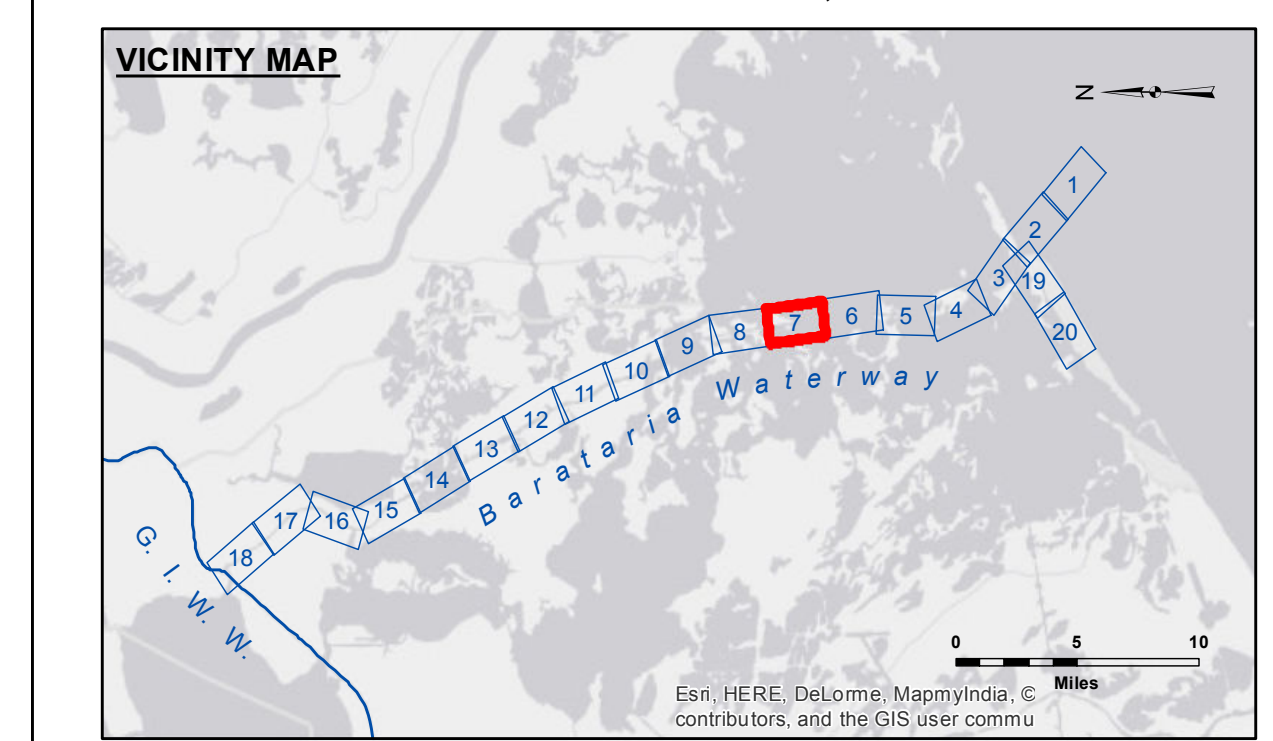 VICINITY MAP
N
1
2
3
19
4
20
5
6
7
8
9
10
11
12
13
14
15
16
17
18
Barataria Waterway
G. I. W. W.
0 5 10
Miles
Esri, HERE, DeLorme, MapmyIndia, ©
contributors, and the GIS user commu